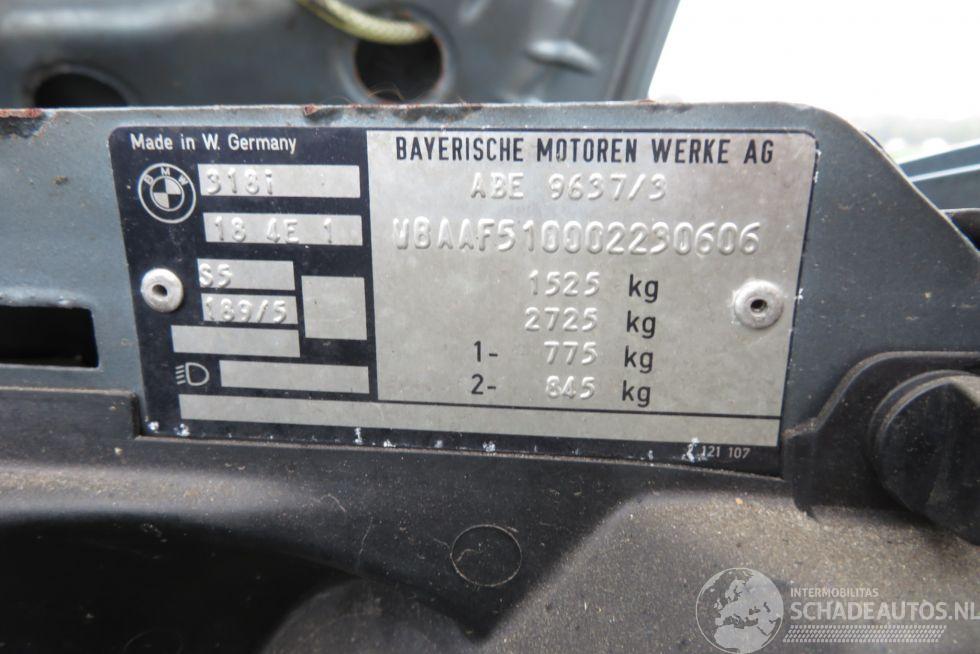 Made in W. Germany
BMW
318i
18 4E 1
S5
189/5
BAYERISCHE MOTOREN WERKE AG
ABE 9637/3
WBAAF510002230606
1525 kg
2725 kg
1- 775 kg
2- 845 kg
121 107
INTERMOBILITAS
SCHADEAUTOS.NL